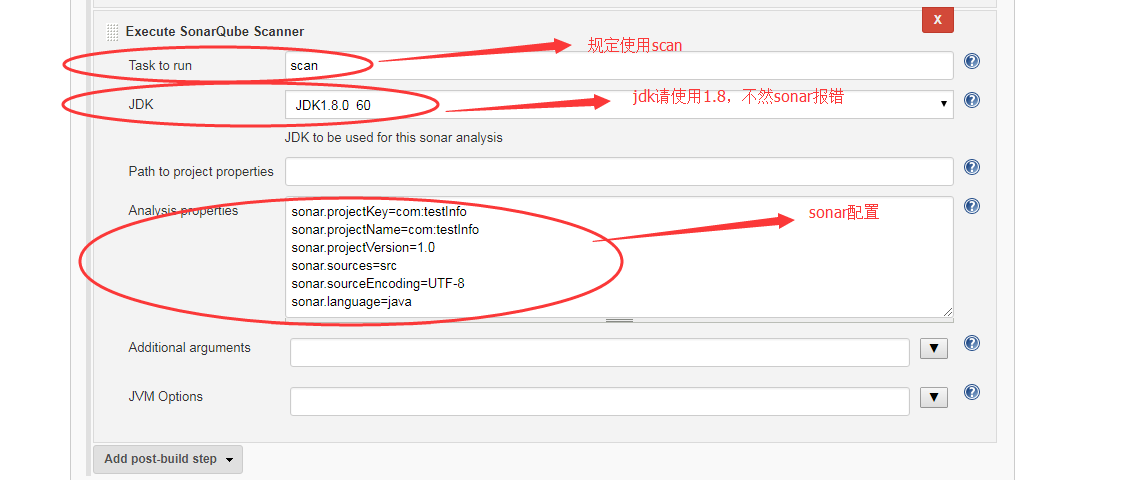 X
Execute SonarQube Scanner
规定使用scan
Task to run
scan
JDK
JDK1.8.0 60
jdk请使用1.8，不然sonar报错
JDK to be used for this sonar analysis
Path to project properties
Analysis properties
sonar.projectKey=com:testInfo
sonar.projectName=com:testInfo
sonar.projectVersion=1.0
sonar.sources=src
sonar.sourceEncoding=UTF-8
sonar.language=java
sonar配置
Additional arguments
JVM Options
Add post-build step